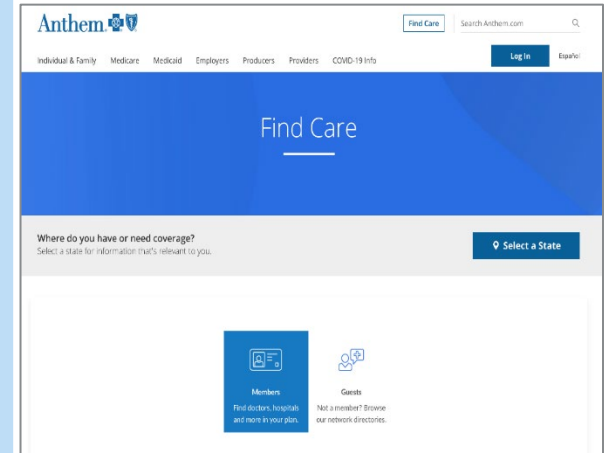 Anthem
Find Care
Search Anthem.com
Individual & Family Medicare Medicaid Employers Producers Providers COVID-19 Info
Log In
Español
Find Care
Where do you have or need coverage?
Select a State
Select a state for information that's relevant to you.
Members
Find doctors, hospitals
and more in your plan.
Guests
Not a member? Browse
our network directories.